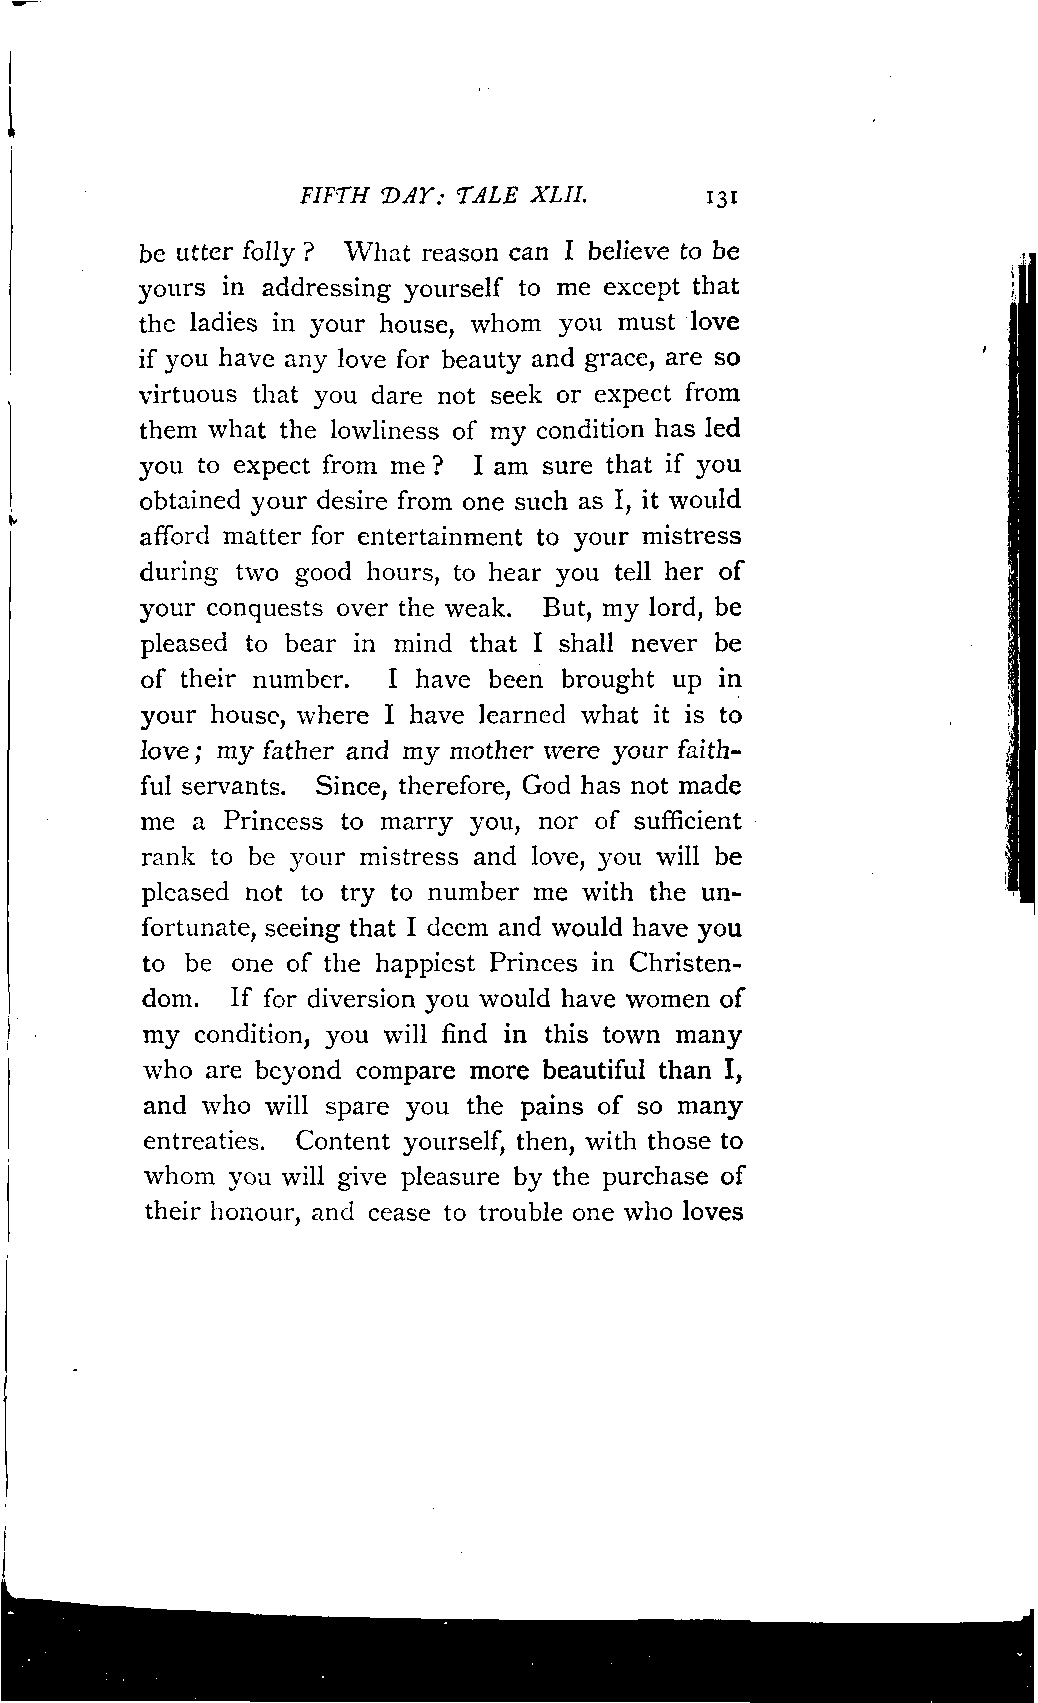 FIFTH DAY: TALE XLII. 131
be utter folly? What reason can I believe to be
yours in addressing yourself to me except that
the ladies in your house, whom you must love
if you have any love for beauty and grace, are so
virtuous that you dare not seek or expect from
them what the lowliness of my condition has led
you to expect from me? I am sure that if you
obtained your desire from one such as I, it would
afford matter for entertainment to your mistress
during two good hours, to hear you tell her of
your conquests over the weak. But, my lord, be
pleased to bear in mind that I shall never be
of their number. I have been brought up in
your house, where I have learned what it is to
love; my father and my mother were your faith-
ful servants. Since, therefore, God has not made
me a Princess to marry you, nor of sufficient
rank to be your mistress and love, you will be
pleased not to try to number me with the un-
fortunate, seeing that I deem and would have you
to be one of the happiest Princes in Christen-
dom. If for diversion you would have women of
my condition, you will find in this town many
who are beyond compare more beautiful than I,
and who will spare you the pains of so many
entreaties. Content yourself, then, with those to
whom you will give pleasure by the purchase of
their honour, and cease to trouble one who loves